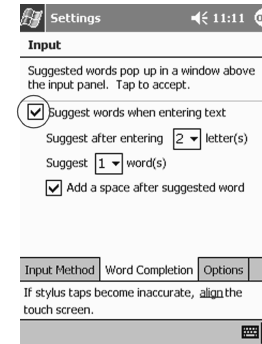 Settings 11:11
Input
Suggested words pop up in a window above
the input panel. Tap to accept.
Suggest words when entering text
Suggest after entering 2 letter(s)
Suggest 1 word(s)
Add a space after suggested word
Input Method Word Completion Options
If stylus taps become inaccurate, align the
touch screen.